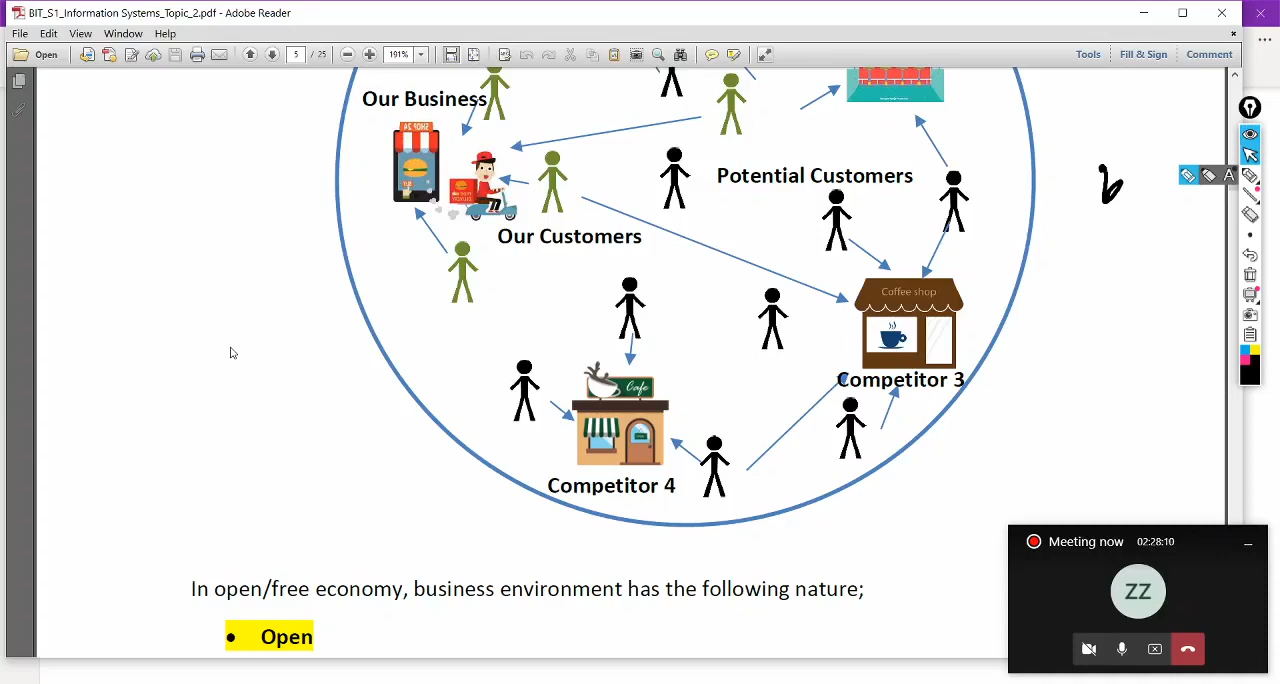 BIT_S1_Information Systems_Topic_2.pdf - Adobe Reader
File Edit View Window Help
Open 5 / 25 191% Tools Fill & Sign Comment
Our Business
Potential Customers
Our Customers
Coffee shop
Cafe
Competitor 3
Competitor 4
b
A
In open/free economy, business environment has the following nature;
• Open
Meeting now 02:28:10
ZZ